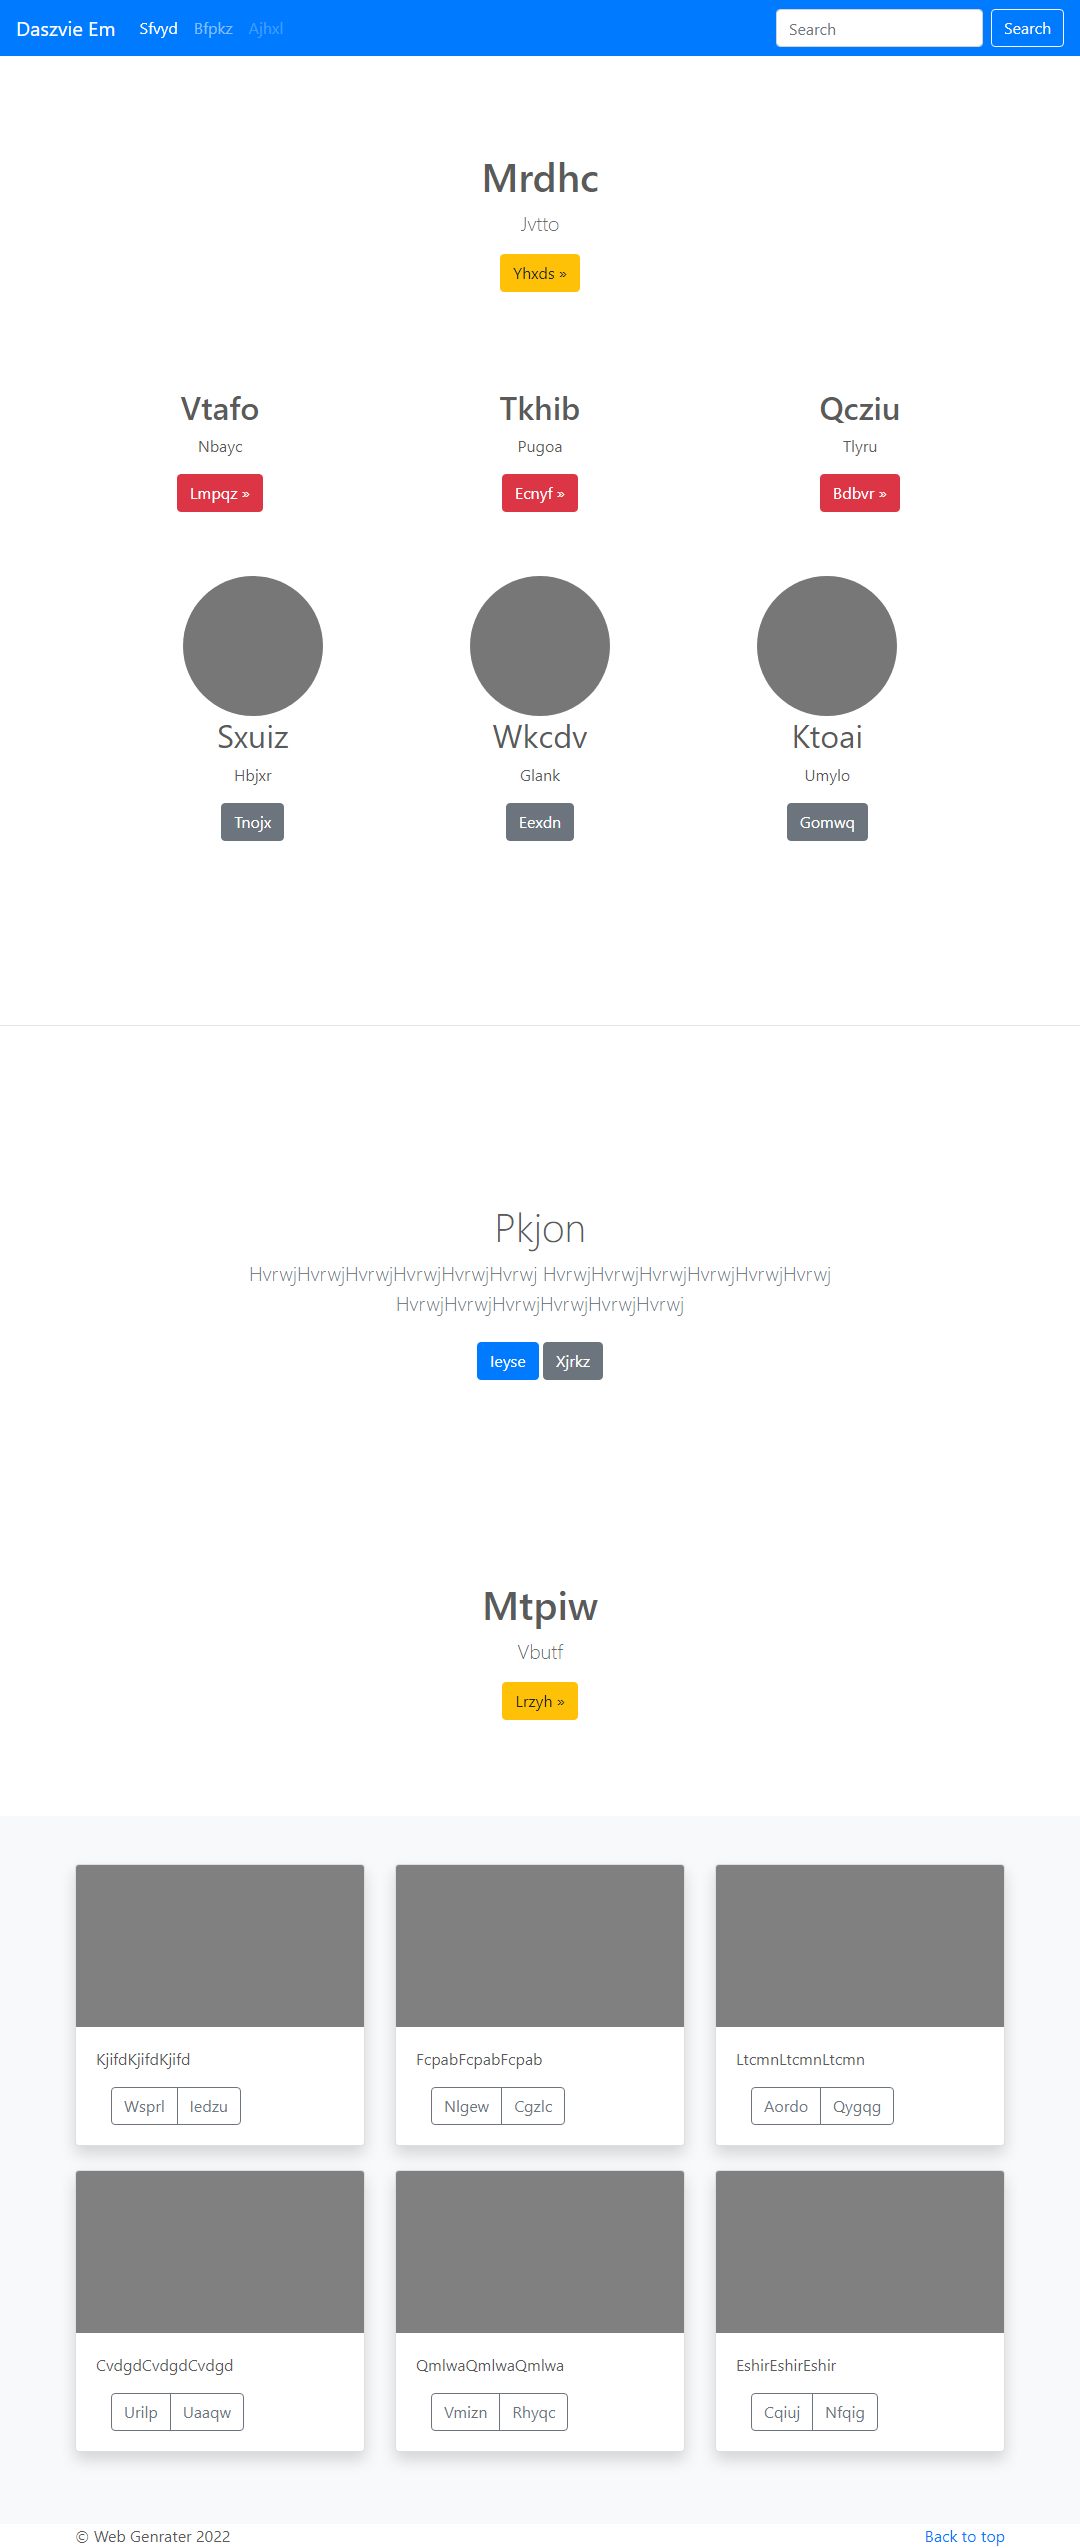 Daszvie Em Sfvyd Bfpkz Ajhxl Search Search
Mrdhc
Jvtto
Yhxds »
Vtafo Tkhib Qcziu
Nbayc Pugoa Tlyru
Lmpqz » Ecnyf » Bdbvr »
Sxuiz Wkcdv Ktoai
Hbjxr Glank Umylo
Tnojx Eexdn Gomwq
Pkjon
HvrwjHvrwjHvrwjHvrwjHvrwjHvrwj HvrwjHvrwjHvrwjHvrwjHvrwjHvrwj
HvrwjHvrwjHvrwjHvrwjHvrwjHvrwj
Ieyse Xjrkz
Mtpiw
Vbutf
Lrzyh »
KjifdKjifdKjifd FcpabFcpabFcpab LtcmnLtcmnLtcmn
Wsprl Iedzu Nlgew Cgzlc Aordo Qygqg
CvdgdCvdgdCvdgd QmlwaQmlwaQmlwa EshirEshirEshir
Urilp Uaaqw Vmizn Rhyqc Cqiuj Nfqig
© Web Genrater 2022 Back to top